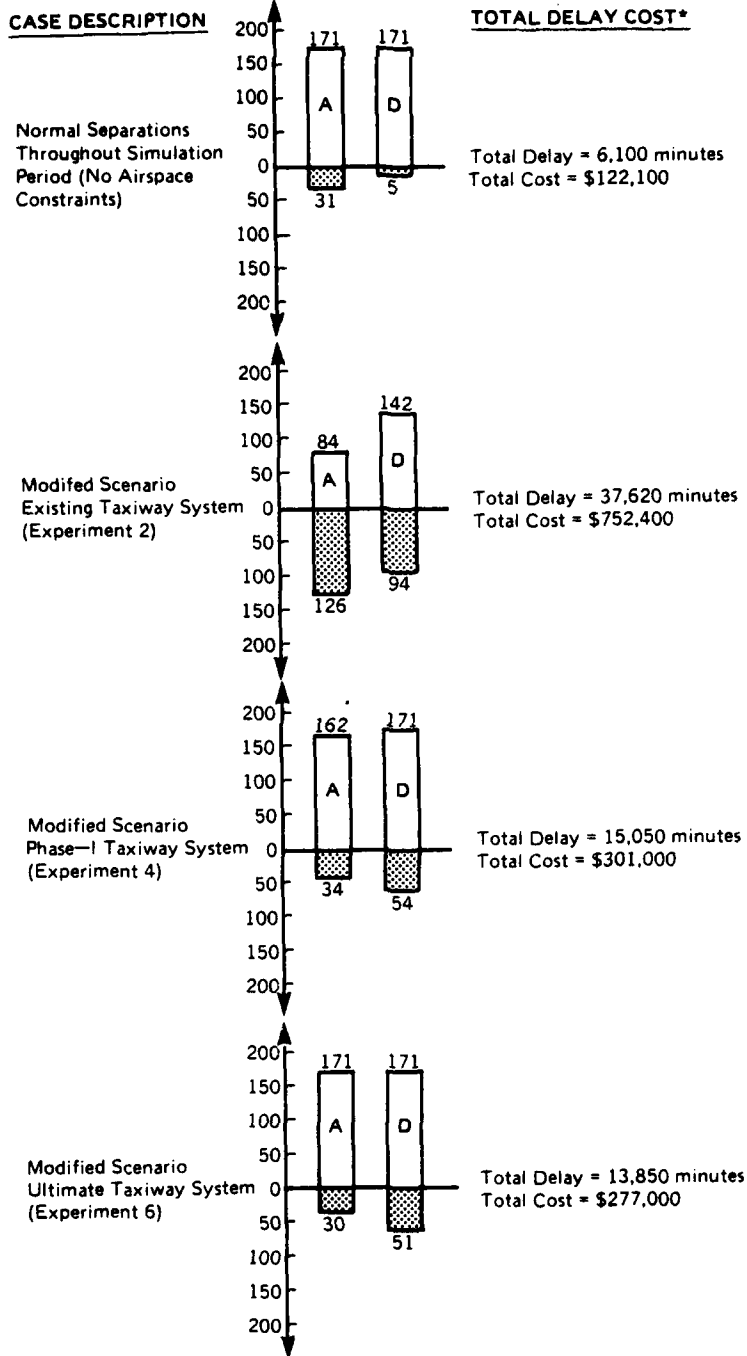 CASE DESCRIPTION
TOTAL DELAY COST*
200
150
100
50
0
50
100
150
200
171
171
A
D
31
5
Normal Separations
Throughout Simulation
Period (No Airspace
Constraints)
Total Delay = 6,100 minutes
Total Cost = $122,100
200
150
100
50
0
50
100
150
200
84
142
A
D
126
94
Modifed Scenario
Existing Taxiway System
(Experiment 2)
Total Delay = 37,620 minutes
Total Cost = $752,400
200
150
100
50
0
50
100
150
200
162
171
A
D
34
54
Modified Scenario
Phase—I Taxiway System
(Experiment 4)
Total Delay = 15,050 minutes
Total Cost = $301,000
200
150
100
50
0
50
100
150
200
171
171
A
D
30
51
Modified Scenario
Ultimate Taxiway System
(Experiment 6)
Total Delay = 13,850 minutes
Total Cost = $277,000